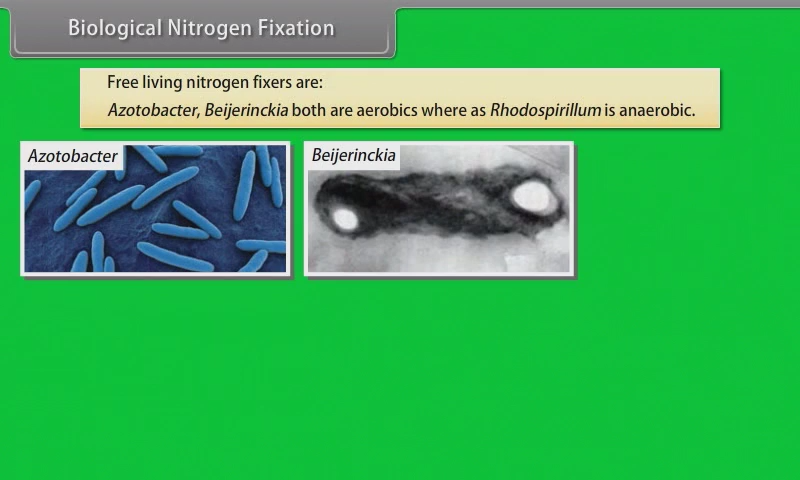 Biological Nitrogen Fixation
Free living nitrogen fixers are:
Azotobacter, Beijerinckia both are aerobics where as Rhodospirillum is anaerobic.
Azotobacter
Beijerinckia